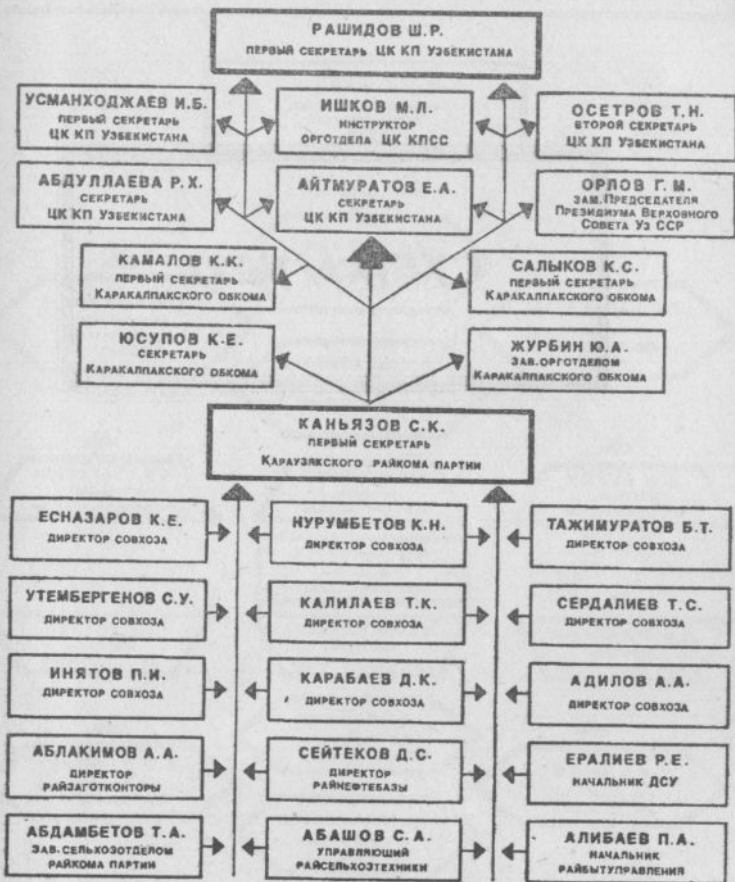 РАШИДОВ Ш.Р.
ПЕРВЫЙ СЕКРЕТАРЬ ЦК КП УЗБЕКИСТАНА
УСМАНХОДЖАЕВ И.Б.
ПЕРВЫЙ СЕКРЕТАРЬ
ЦК КП УЗБЕКИСТАНА
ИШКОВ М.Л.
ИНСТРУКТОР
ОРГОТДЕЛА ЦК КПСС
ОСЕТРОВ Т.Н.
ВТОРОЙ СЕКРЕТАРЬ
ЦК КП УЗБЕКИСТАНА
АБДУЛЛАЕВА Р.Х.
СЕКРЕТАРЬ
ЦК КП УЗБЕКИСТАНА
АЙТМУРАТОВ Е.А.
СЕКРЕТАРЬ
ЦК КП УЗБЕКИСТАНА
ОРЛОВ Г.М.
ЗАМ. ПРЕДСЕДАТЕЛЯ
ПРЕЗИДИУМА ВЕРХОВНОГО
СОВЕТА УЗ ССР
КАМАЛОВ К.К.
ПЕРВЫЙ СЕКРЕТАРЬ
КАРАКАЛПАКСКОГО ОБКОМА
САЛЫКОВ К.С.
ПЕРВЫЙ СЕКРЕТАРЬ
КАРАКАЛПАКСКОГО ОБКОМА
ЮСУПОВ К.Е.
СЕКРЕТАРЬ
КАРАКАЛПАКСКОГО ОБКОМА
ЖУРБИН Ю.А.
ЗАВ. ОРГОТДЕЛОМ
КАРАКАЛПАКСКОГО ОБКОМА
КАНЬЯЗОВ С.К.
ПЕРВЫЙ СЕКРЕТАРЬ
КАРАУЗЯКСКОГО РАЙКОМА ПАРТИИ
ЕСНАЗАРОВ К.Е.
ДИРЕКТОР СОВХОЗА
НУРУМБЕТОВ К.Н.
ДИРЕКТОР СОВХОЗА
ТАЖИМУРАТОВ Б.Т.
ДИРЕКТОР СОВХОЗА
УТЕМБЕРГЕНОВ С.У.
ДИРЕКТОР СОВХОЗА
КАЛИЛАЕВ Т.К.
ДИРЕКТОР СОВХОЗА
СЕРДАЛИЕВ Т.С.
ДИРЕКТОР СОВХОЗА
ИНЯТОВ П.И.
ДИРЕКТОР СОВХОЗА
КАРАБАЕВ Д.К.
ДИРЕКТОР СОВХОЗА
АДИЛОВ А.А.
ДИРЕКТОР СОВХОЗА
АБЛАКИМОВ А.А.
ДИРЕКТОР
РАЙЗАГОТКОНТОРЫ
СЕЙТЕКОВ Д.С.
ДИРЕКТОР
РАЙНЕФТЕБАЗЫ
ЕРАЛИЕВ Р.Е.
НАЧАЛЬНИК ДСУ
АБДАМБЕТОВ Т.А.
ЗАВ. СЕЛЬХОЗОТДЕЛОМ
РАЙКОМА ПАРТИИ
АБАШОВ С.А.
УПРАВЛЯЮЩИЙ
РАЙСЕЛЬХОЗТЕХНИКИ
АЛИБАЕВ П.А.
НАЧАЛЬНИК
РАЙБЫТУПРАВЛЕНИЯ